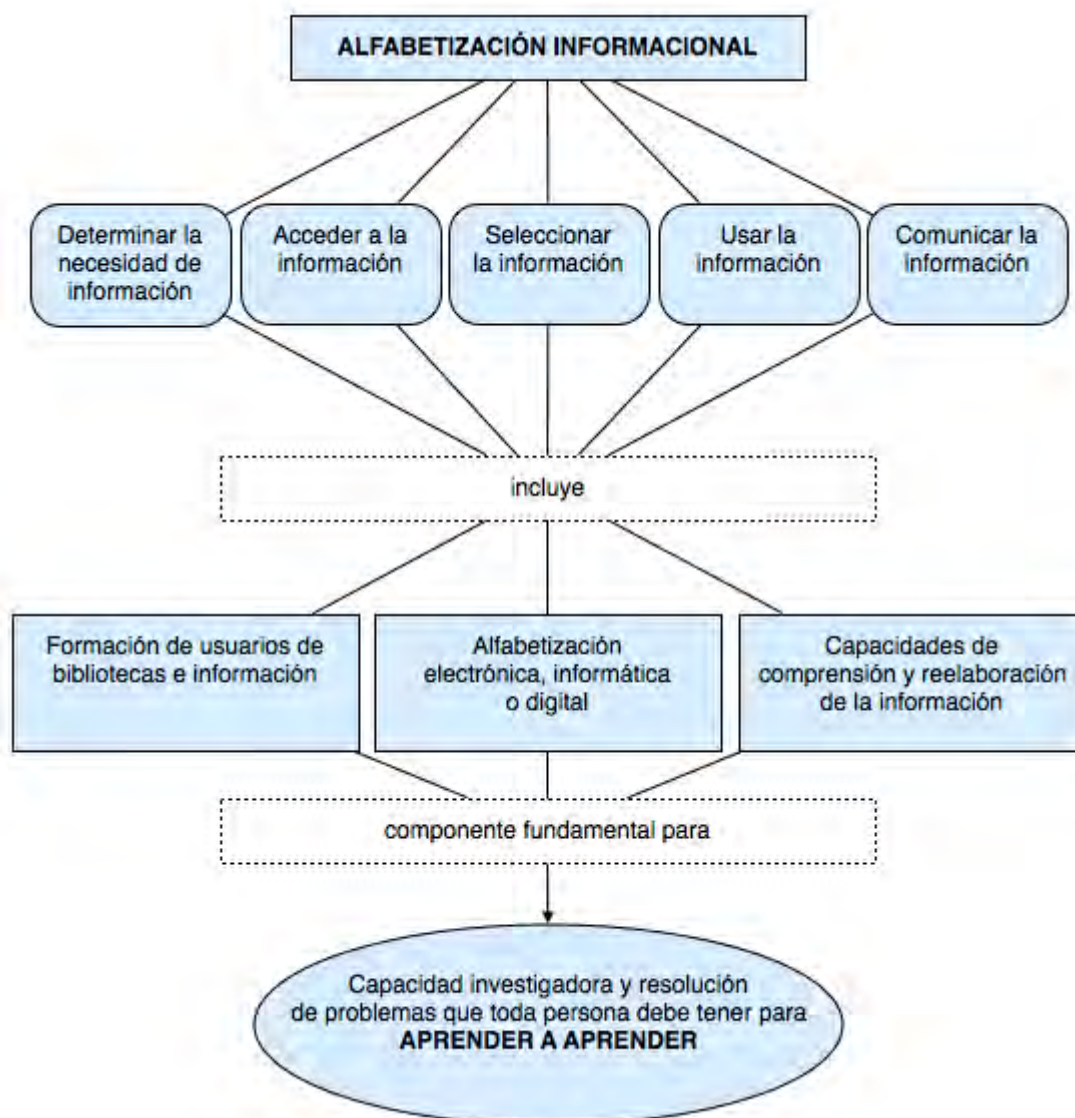 ALFABETIZACIÓN INFORMACIONAL
Determinar la
necesidad de
información
Acceder a la
información
Seleccionar
la información
Usar la
información
Comunicar la
información
incluye
Formación de usuarios de
bibliotecas e información
Alfabetización
electrónica, informática
o digital
Capacidades de
comprensión y reelaboración
de la información
componente fundamental para
Capacidad investigadora y resolución
de problemas que toda persona debe tener para
APRENDER A APRENDER